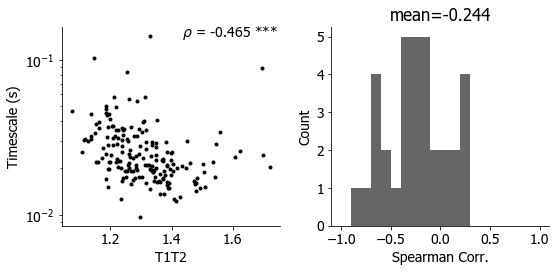 ρ = -0.465 ***
Timescale (s)
10⁻¹
10⁻²
1.2 1.4 1.6
T1T2
mean=-0.244
Count
5
4
3
2
1
0
-1.0 -0.5 0.0 0.5 1.0
Spearman Corr.